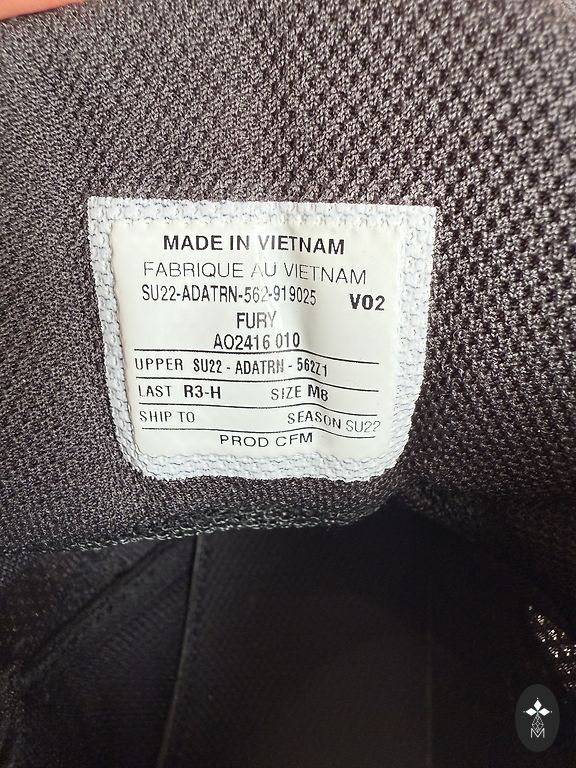 MADE IN VIETNAM
FABRIQUE AU VIETNAM
SU22-ADATRN-562-919025 V02
FURY
AO2416 010
UPPER SU22 - ADATRN - 562Z1
LAST R3-H SIZE M8
SHIP TO SEASON SU22
PROD CFM
M